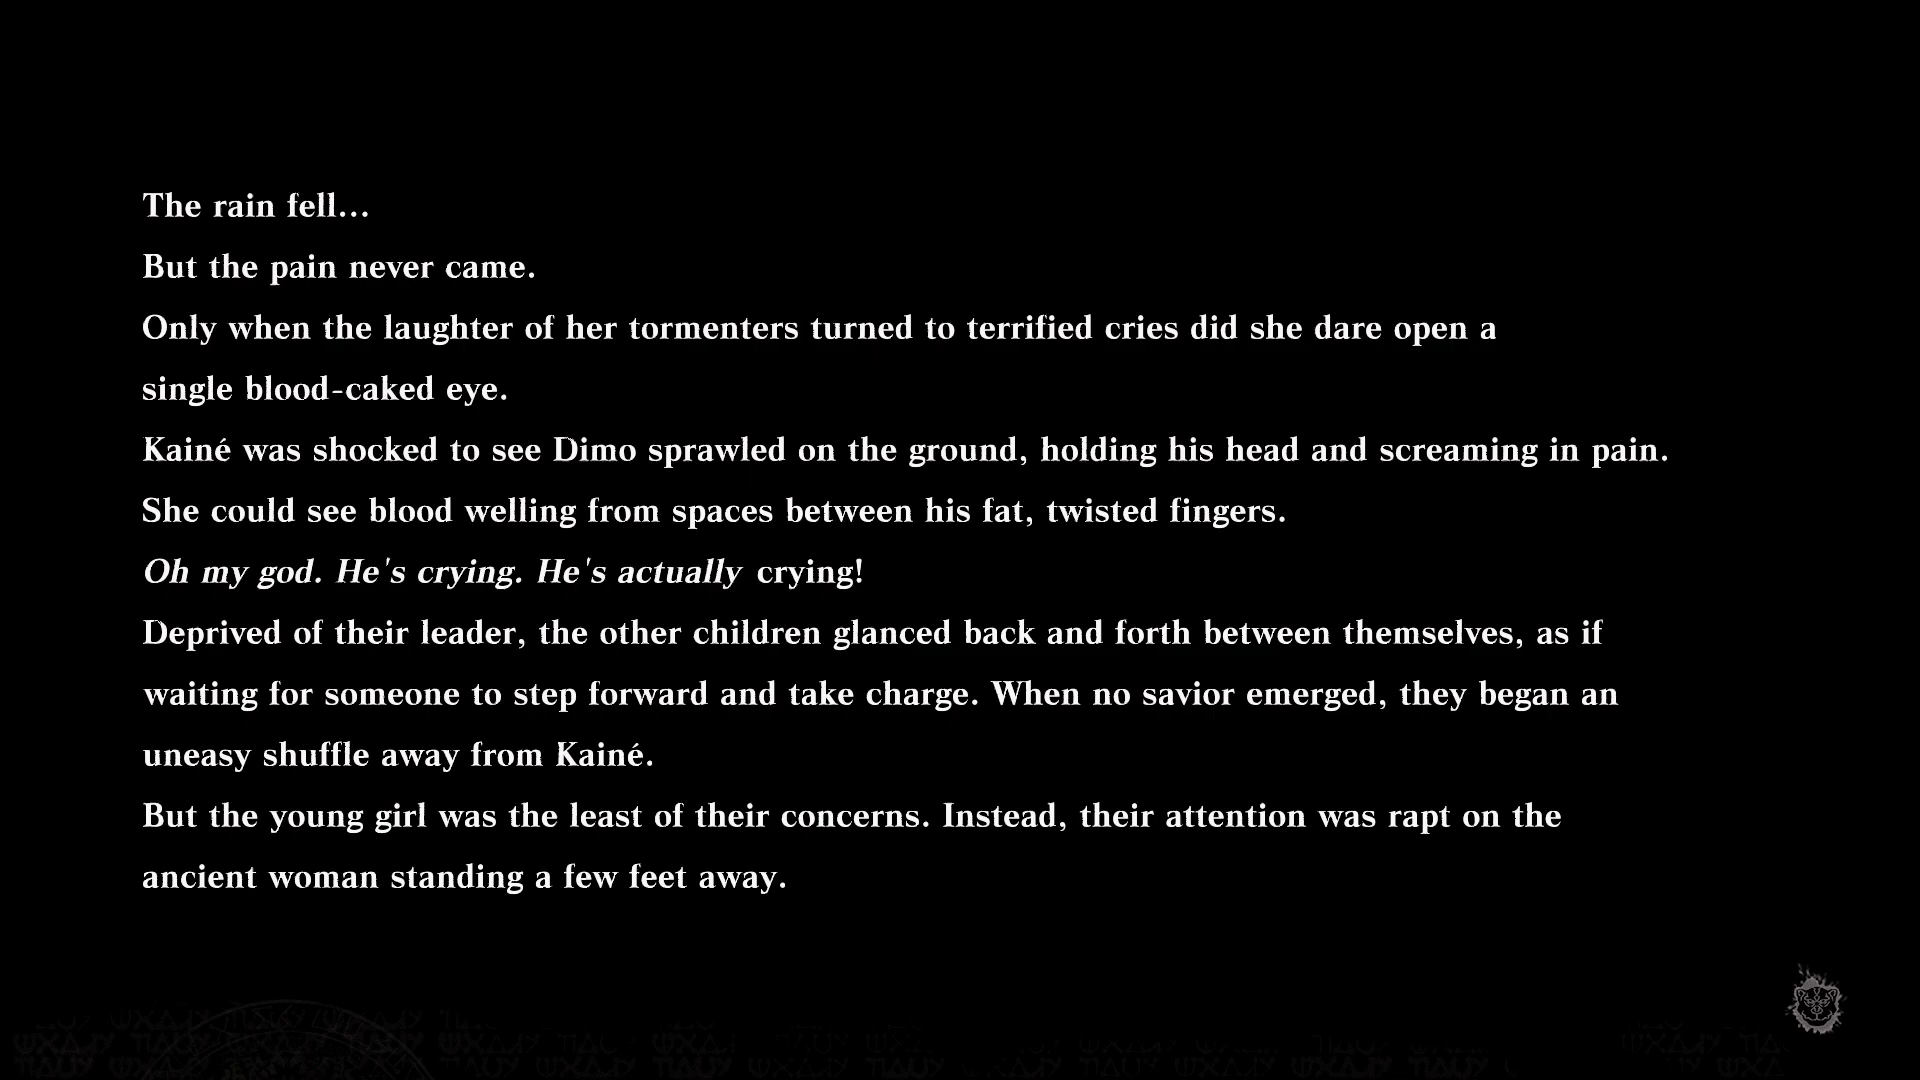 The rain fell...
But the pain never came.
Only when the laughter of her tormenters turned to terrified cries did she dare open a
single blood-caked eye.
Kainé was shocked to see Dimo sprawled on the ground, holding his head and screaming in pain.
She could see blood welling from spaces between his fat, twisted fingers.
Oh my god. He's crying. He's actually crying!
Deprived of their leader, the other children glanced back and forth between themselves, as if
waiting for someone to step forward and take charge. When no savior emerged, they began an
uneasy shuffle away from Kainé.
But the young girl was the least of their concerns. Instead, their attention was rapt on the
ancient woman standing a few feet away.